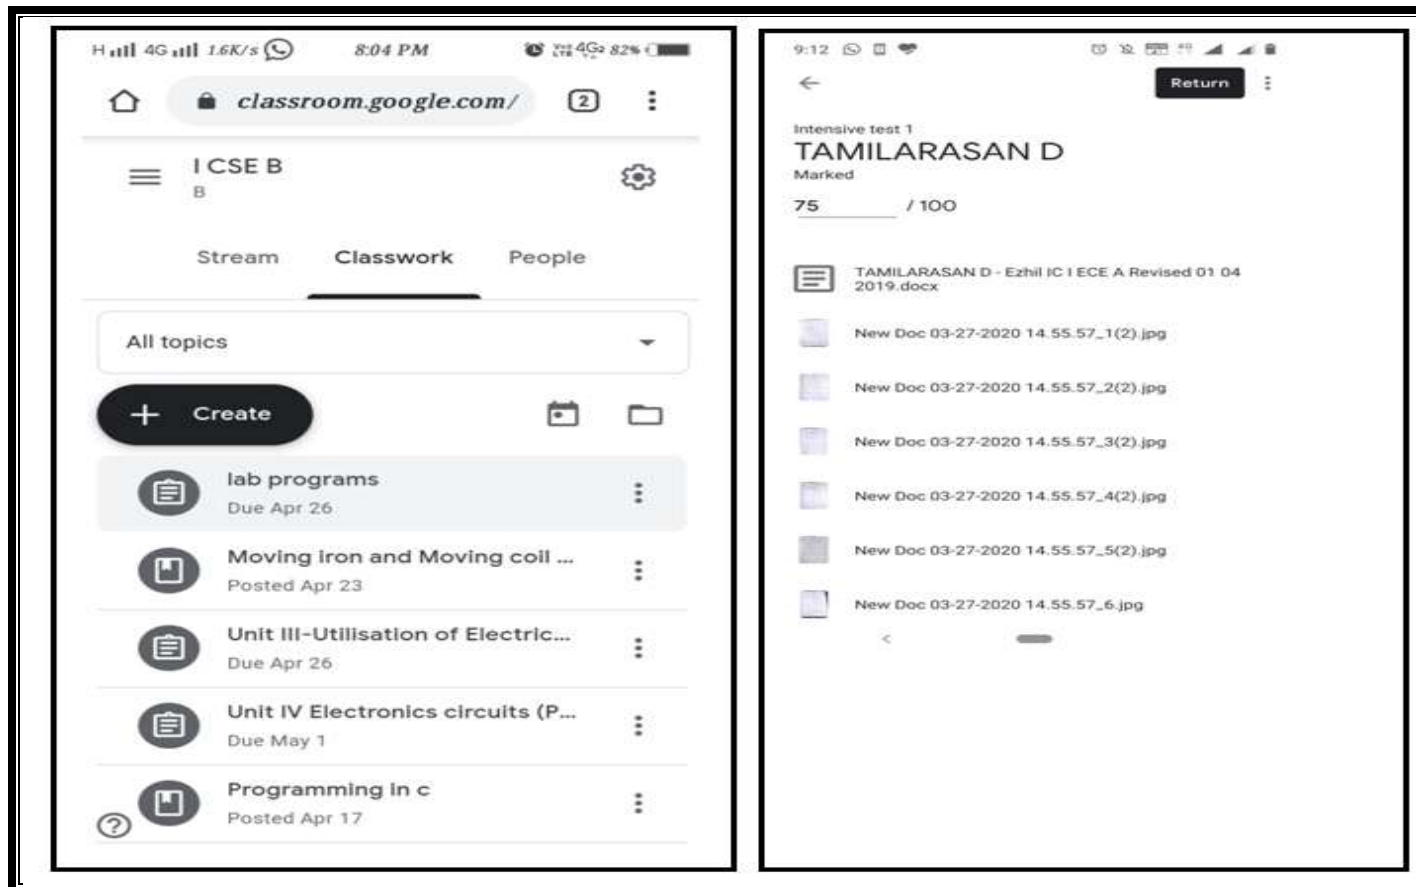 H 4G 1.6K/s 8:04 PM 4G 82%
classroom.google.com/ 2
I CSE B
B
Stream Classwork People
All topics
+ Create
lab programs
Due Apr 26
Moving iron and Moving coil ...
Posted Apr 23
Unit III-Utilisation of Electric...
Due Apr 26
Unit IV Electronics circuits (P...
Due May 1
Programming in c
Posted Apr 17
?
9:12
Return
Intensive test 1
TAMILARASAN D
Marked
75 / 100
TAMILARASAN D - Ezhil IC I ECE A Revised 01 04
2019.docx
New Doc 03-27-2020 14.55.57_1(2).jpg
New Doc 03-27-2020 14.55.57_2(2).jpg
New Doc 03-27-2020 14.55.57_3(2).jpg
New Doc 03-27-2020 14.55.57_4(2).jpg
New Doc 03-27-2020 14.55.57_5(2).jpg
New Doc 03-27-2020 14.55.57_6.jpg